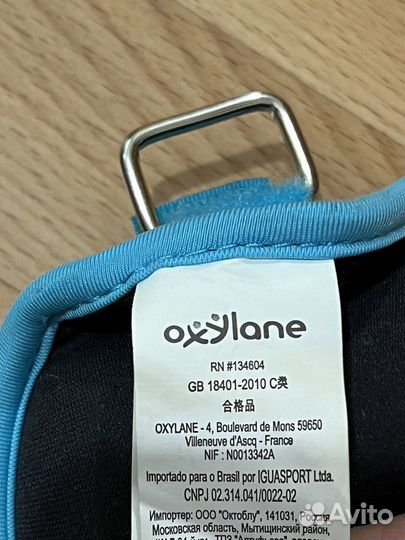 oxylane
RN #134604
GB 18401-2010 C类
合格品
OXYLANE - 4, Boulevard de Mons 59650
Villeneuve d'Ascq - France
NIF : N0013342A
Importado para o Brasil por IGUASPORT Ltda.
CNPJ 02.314.041/0022-02
Импортер: ООО "Октоблу", 141031, Россия
Московская область, Мытищинский район,
Avito